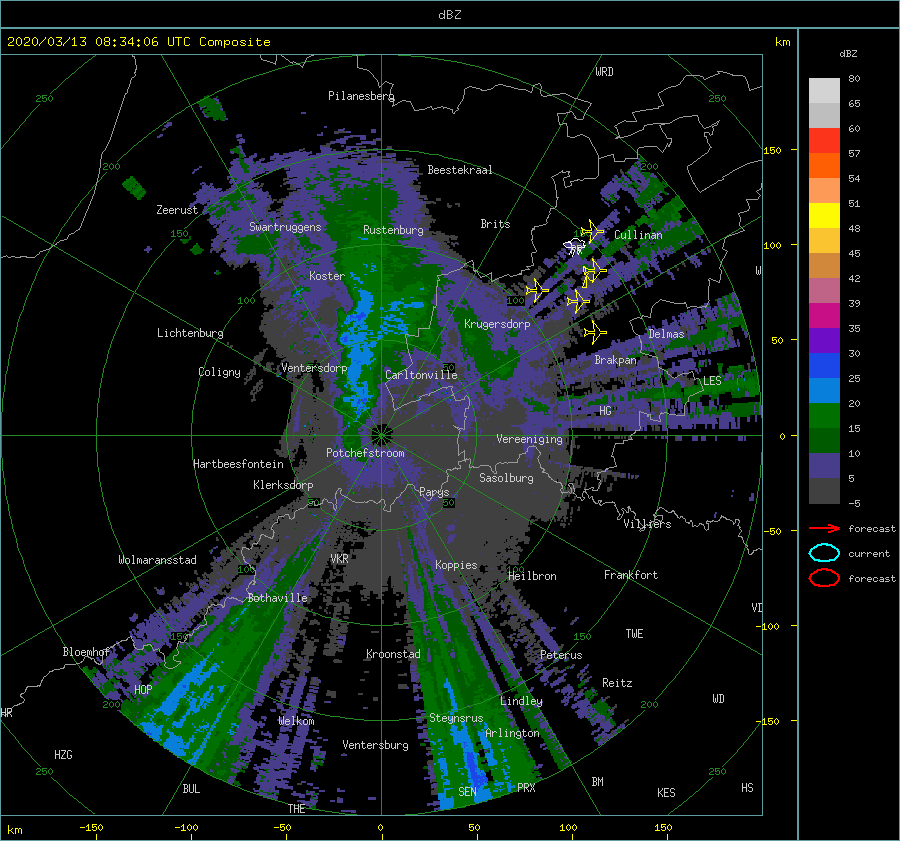 dBZ
2020/03/13 08:34:06 UTC Composite
km
dBZ
WRD
80
250
Pilanesberg
250
65
60
150
57
200
200
Beestekraal
54
Zeerust
51
Brits
Swartruggens
Rustenburg
150
Cullinan
48
100
W
45
Koster
42
100
100
39
Krugersdorp
35
Lichtenburg
Delmas
50
30
Brakpan
Ventersdorp
Coligny
Carltonville
LES
25
20
HG
15
Vereeniging
0
Potchefstroom
10
Hartbeesfontein
Sasolburg
5
Klerksdorp
Parys
50
50
-5
Villiers
forecast
-50
current
Wolmaransstad
VKR
Koppies
100
100
Heilbron
Frankfort
forecast
Bothaville
VI
-100
150
150
TWE
Bloemhof
Kroonstad
Peterus
HOP
Reitz
WD
200
Lindley
200
HR
Welkom
Steynsrus
-150
Arlington
HZG
Ventersburg
250
250
BUL
SEN
PRX
BM
KES
HS
THE
km
-150
-100
-50
0
50
100
150